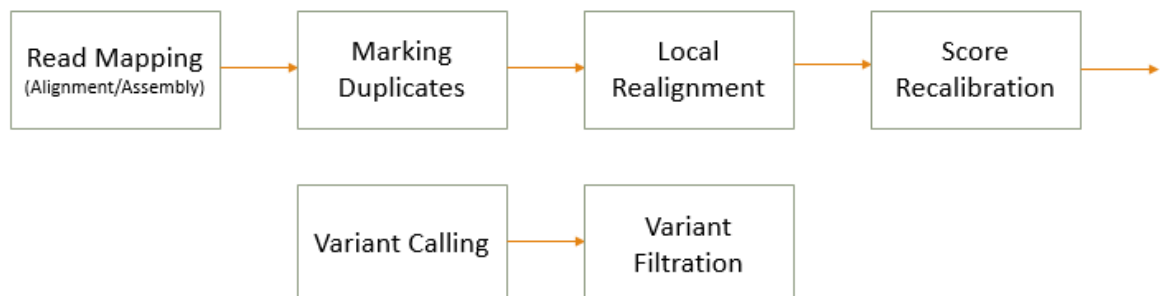 Read Mapping
(Alignment/Assembly)
Marking
Duplicates
Local
Realignment
Score
Recalibration
Variant Calling
Variant
Filtration